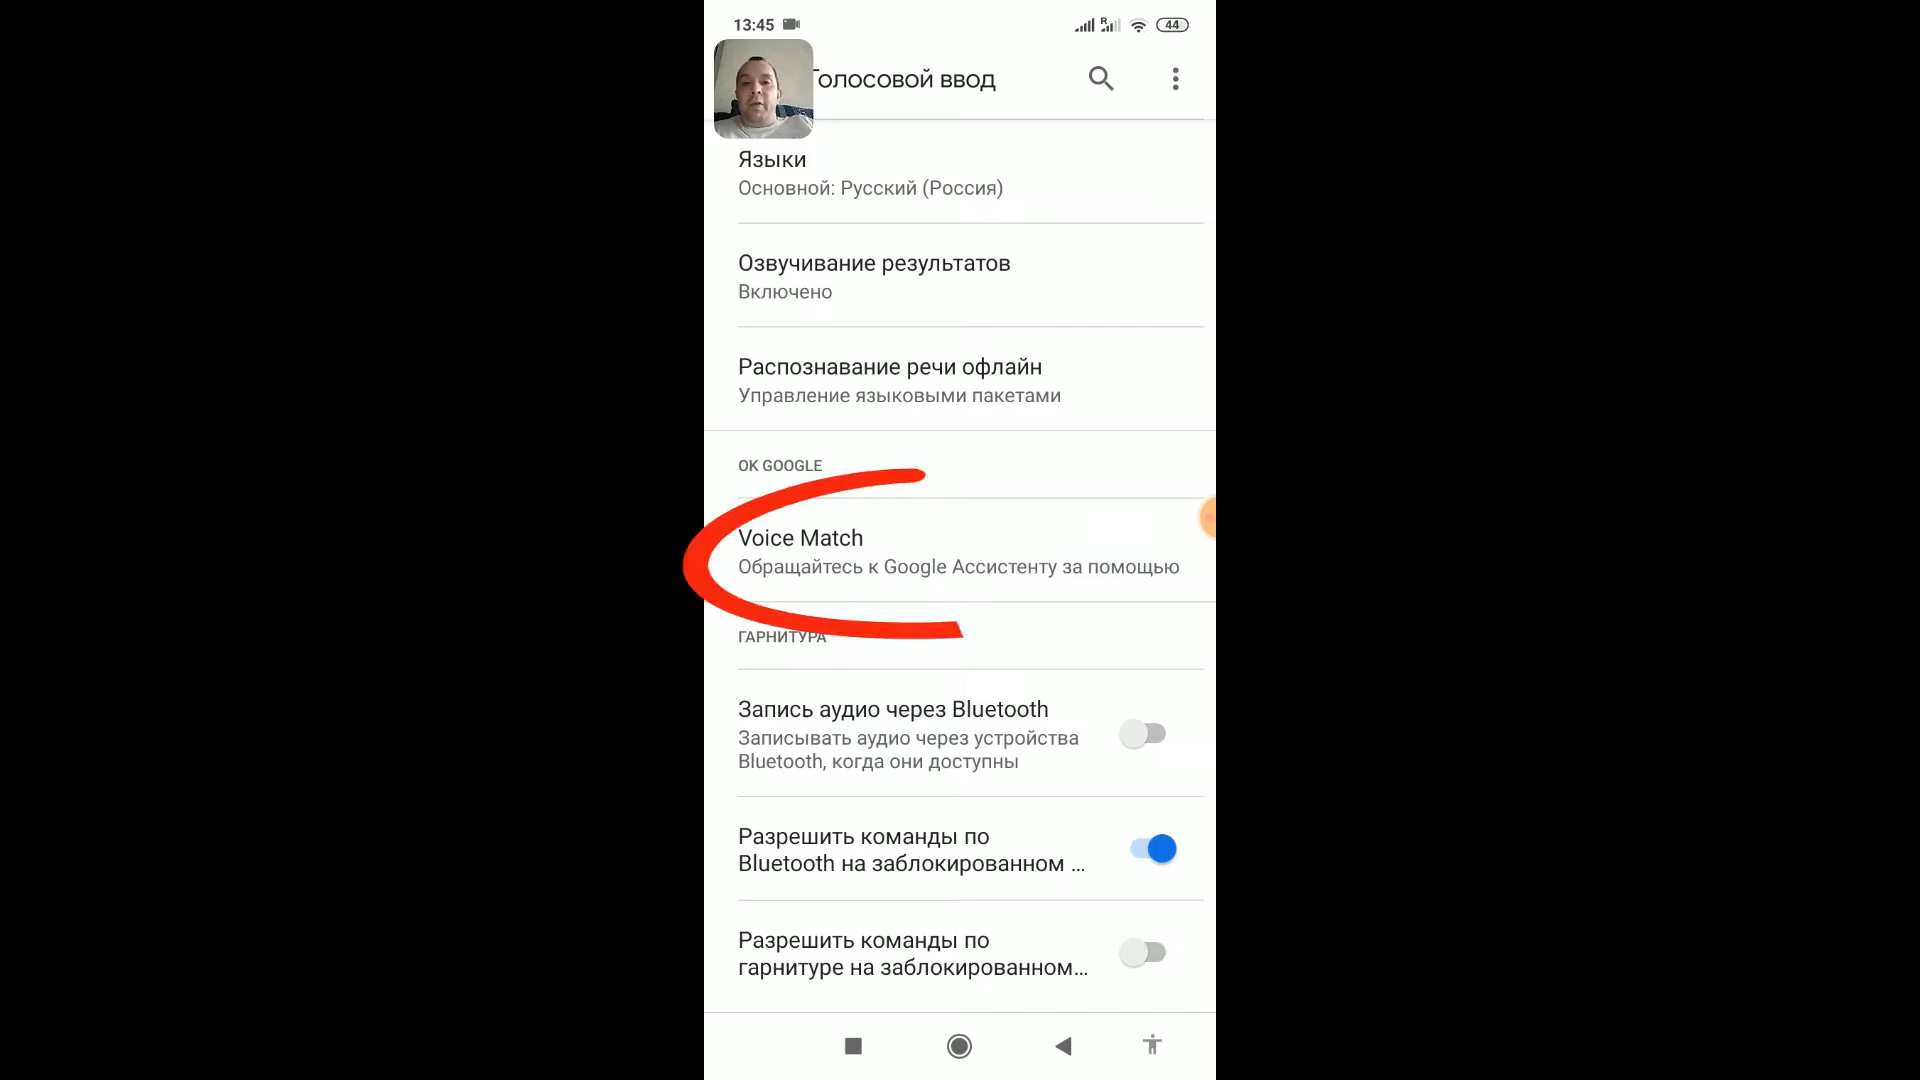 13:45
R
44
Голосовой ввод
Языки
Основной: Русский (Россия)
Озвучивание результатов
Включено
Распознавание речи офлайн
Управление языковыми пакетами
OK GOOGLE
Voice Match
Обращайтесь к Google Ассистенту за помощью
ГАРНИТУРА
Запись аудио через Bluetooth
Записывать аудио через устройства
Bluetooth, когда они доступны
Разрешить команды по
Bluetooth на заблокированном ...
Разрешить команды по
гарнитуре на заблокированном...